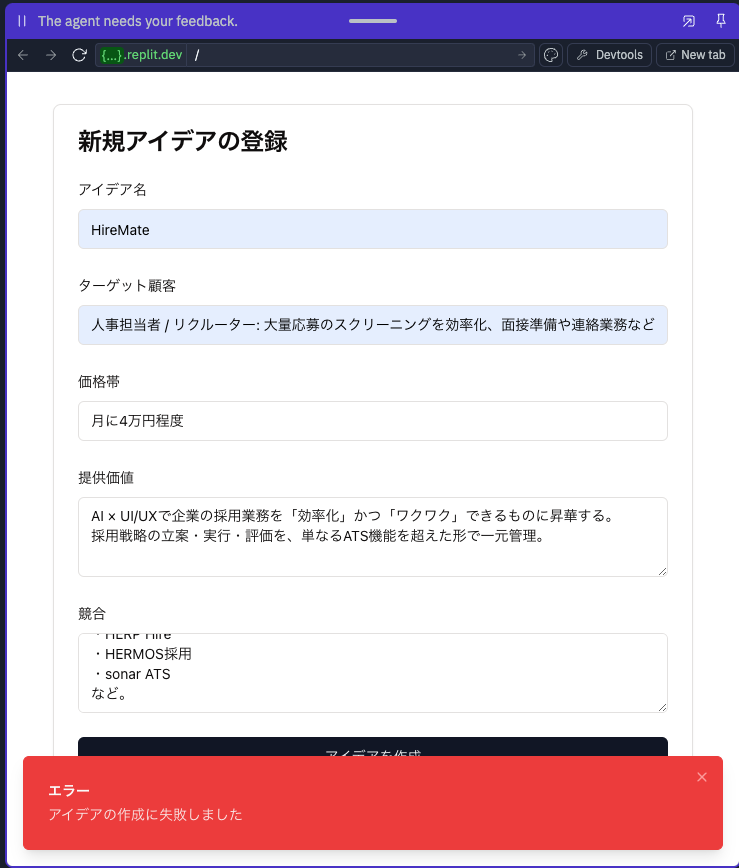 The agent needs your feedback.
{...}.replit.dev /
Devtools
New tab
新規アイデアの登録
アイデア名
HireMate
ターゲット顧客
人事担当者 / リクルーター: 大量応募のスクリーニングを効率化、面接準備や連絡業務など
価格帯
月に4万円程度
提供価値
AI × UI/UXで企業の採用業務を「効率化」かつ「ワクワク」できるものに昇華する。
採用戦略の立案・実行・評価を、単なるATS機能を超えた形で一元管理。
競合
・HERP Hire
・HERMOS採用
・sonar ATS
など。
アイデアを作成
エラー
アイデアの作成に失敗しました